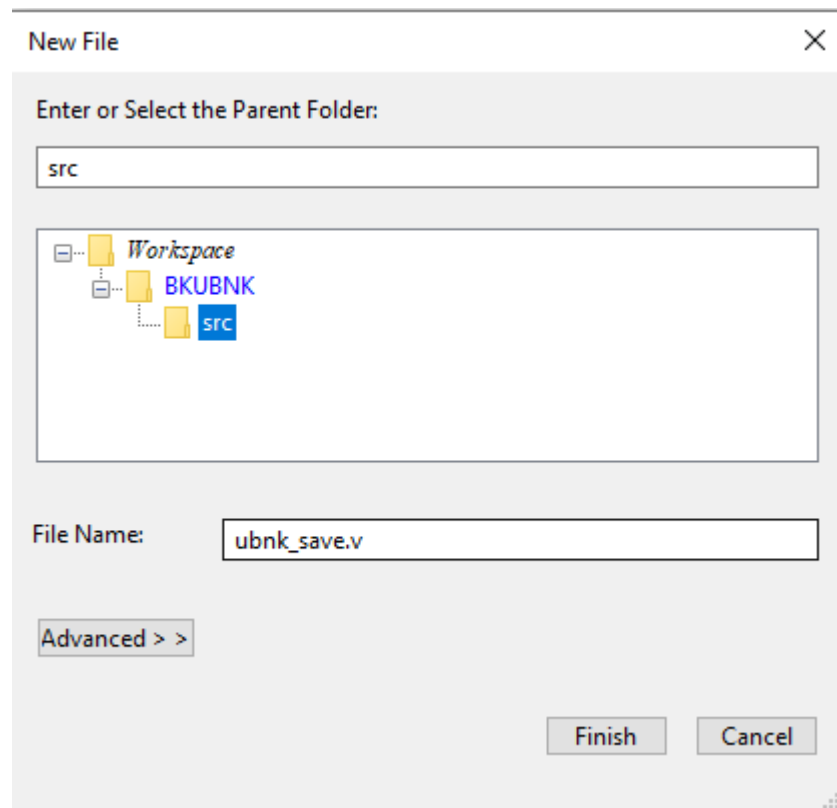 New File
Enter or Select the Parent Folder:
src
Workspace
BKUBNK
src
File Name:
ubnk_save.v
Advanced > >
Finish
Cancel